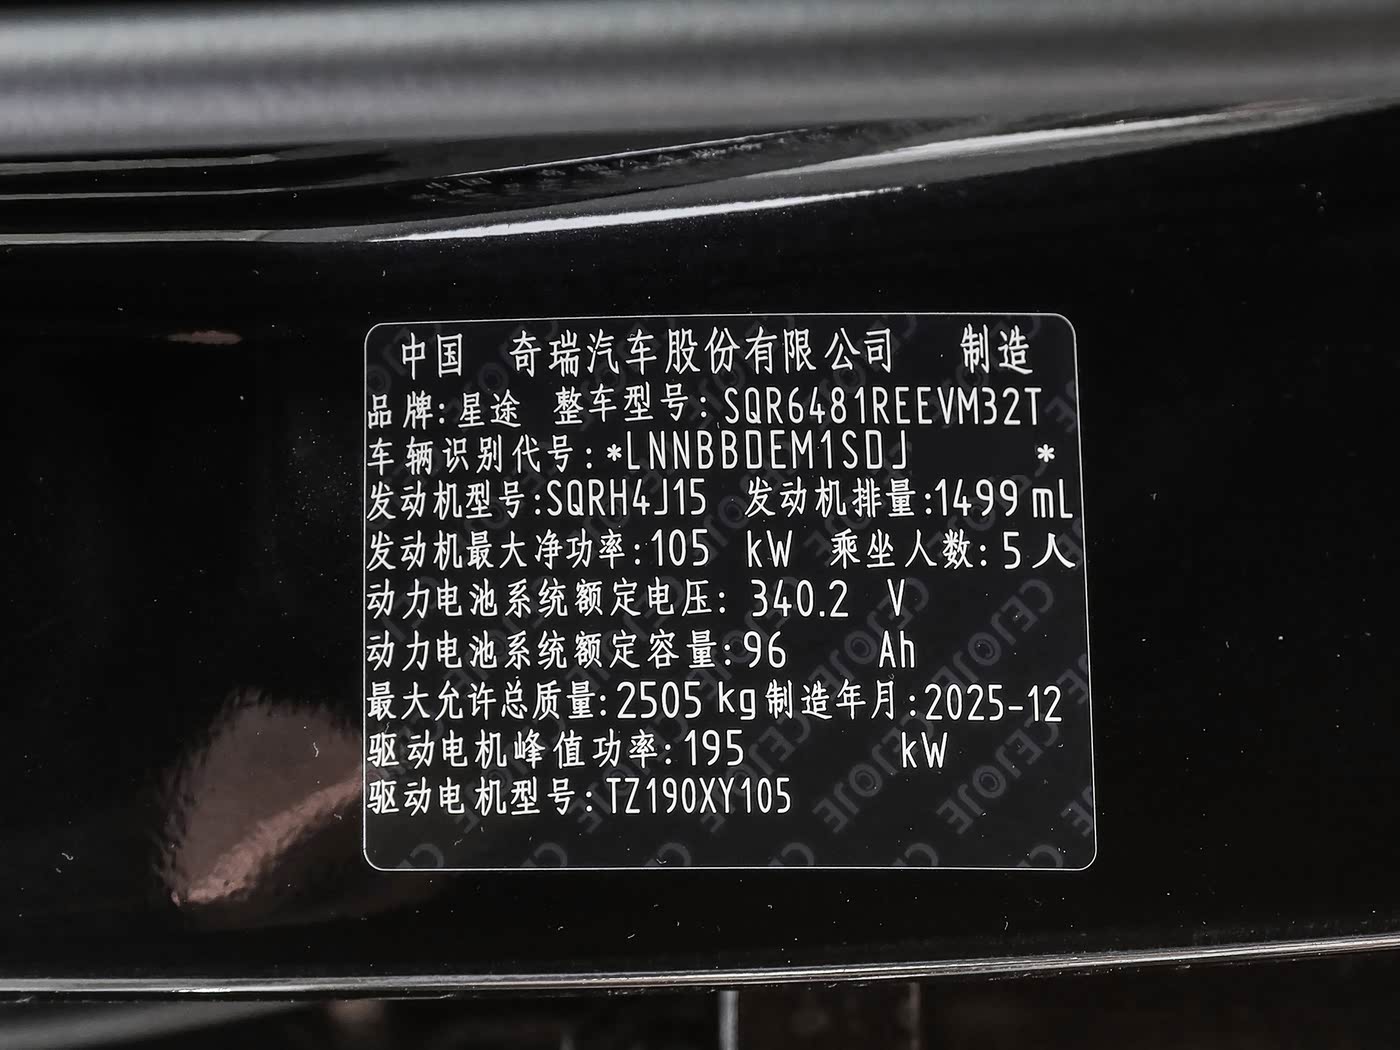 中国 奇瑞汽车股份有限公司 制造
品牌:星途 整车型号:SQR6481REEVM32T
车辆识别代号:*LNNBBDEM1SDJ *
发动机型号:SQRH4J15 发动机排量:1499 mL
发动机最大净功率:105 kW 乘坐人数:5人
动力电池系统额定电压:340.2 V
动力电池系统额定容量:96 Ah
最大允许总质量:2505 kg 制造年月:2025-12
驱动电机峰值功率:195 kW
驱动电机型号:TZ190XY105